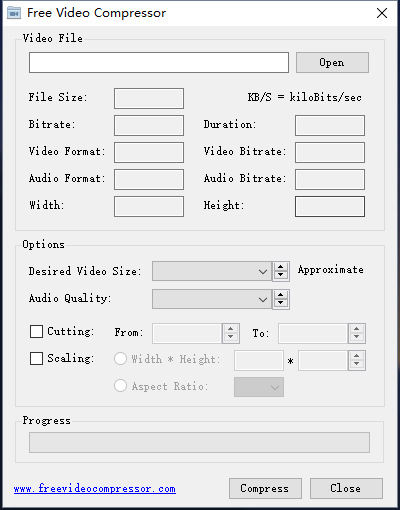 Free Video Compressor
Video File
Open
File Size:
KB/S = kiloBits/sec
Bitrate: Duration:
Video Format: Video Bitrate:
Audio Format: Audio Bitrate:
Width: Height:
Options
Desired Video Size: Approximate
Audio Quality:
Cutting: From: To:
Scaling: Width * Height: *
Aspect Ratio:
Progress
www.freevideocompressor.com Compress Close